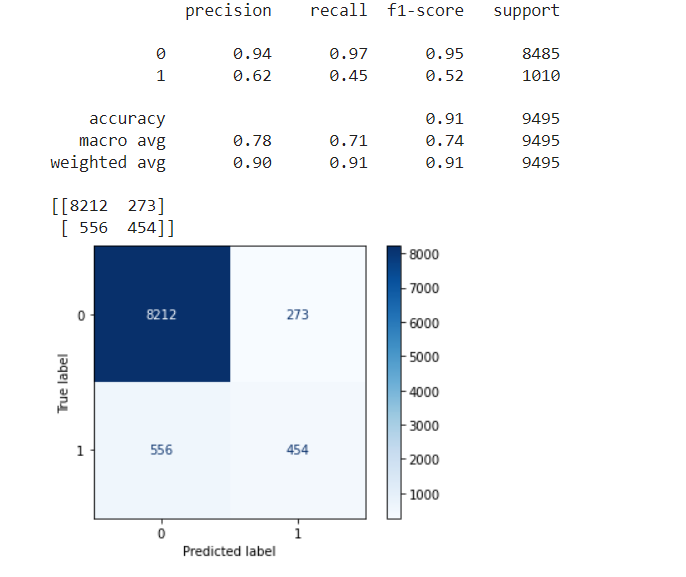 precision recall f1-score support
0 0.94 0.97 0.95 8485
1 0.62 0.45 0.52 1010
accuracy 0.91 9495
macro avg 0.78 0.71 0.74 9495
weighted avg 0.90 0.91 0.91 9495
[[8212 273]
[ 556 454]]
8000
7000
6000
5000
4000
3000
2000
1000
True label
0 8212 273
1 556 454
0 1
Predicted label